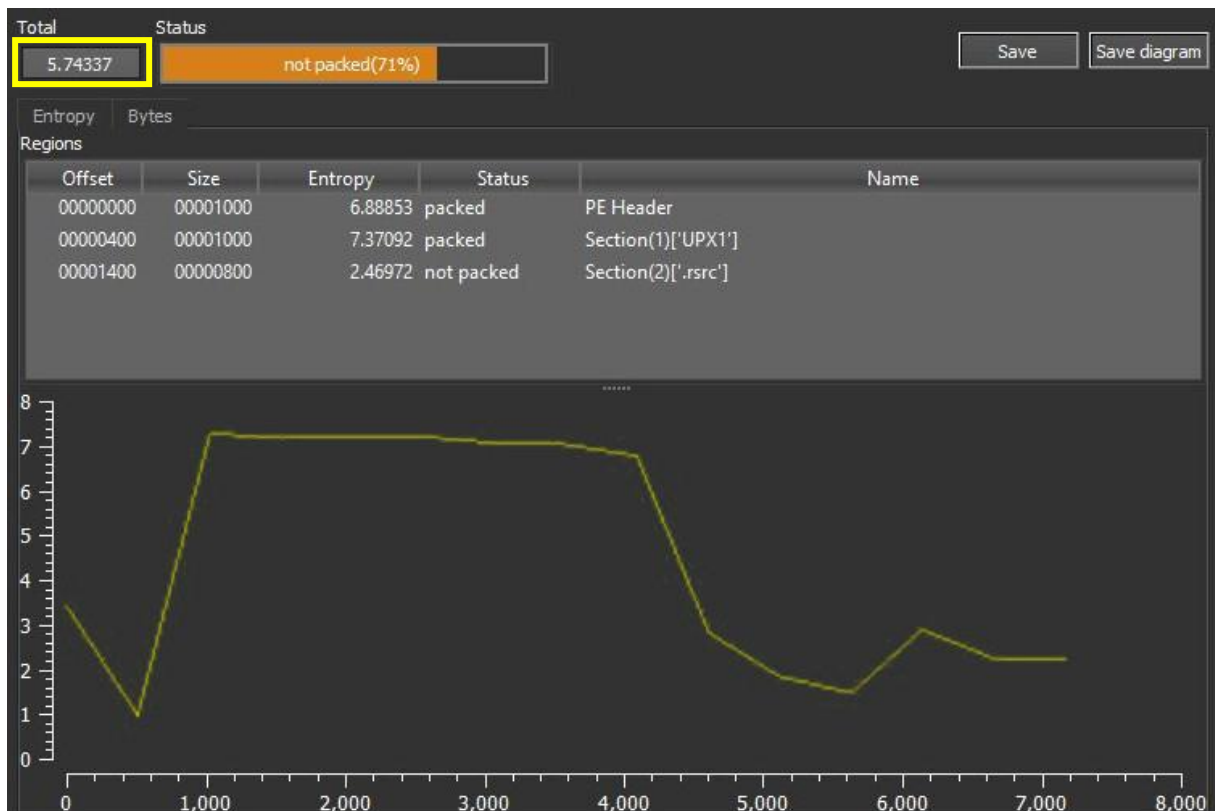 Total Status
5.74337 not packed(71%) Save Save diagram
Entropy Bytes
Regions
Offset Size Entropy Status Name
00000000 00001000 6.88853 packed PE Header
00000400 00001000 7.37092 packed Section(1)['UPX1']
00001400 00000800 2.46972 not packed Section(2)['.rsrc']
8
7
6
5
4
3
2
1
0
0 1,000 2,000 3,000 4,000 5,000 6,000 7,000 8,000